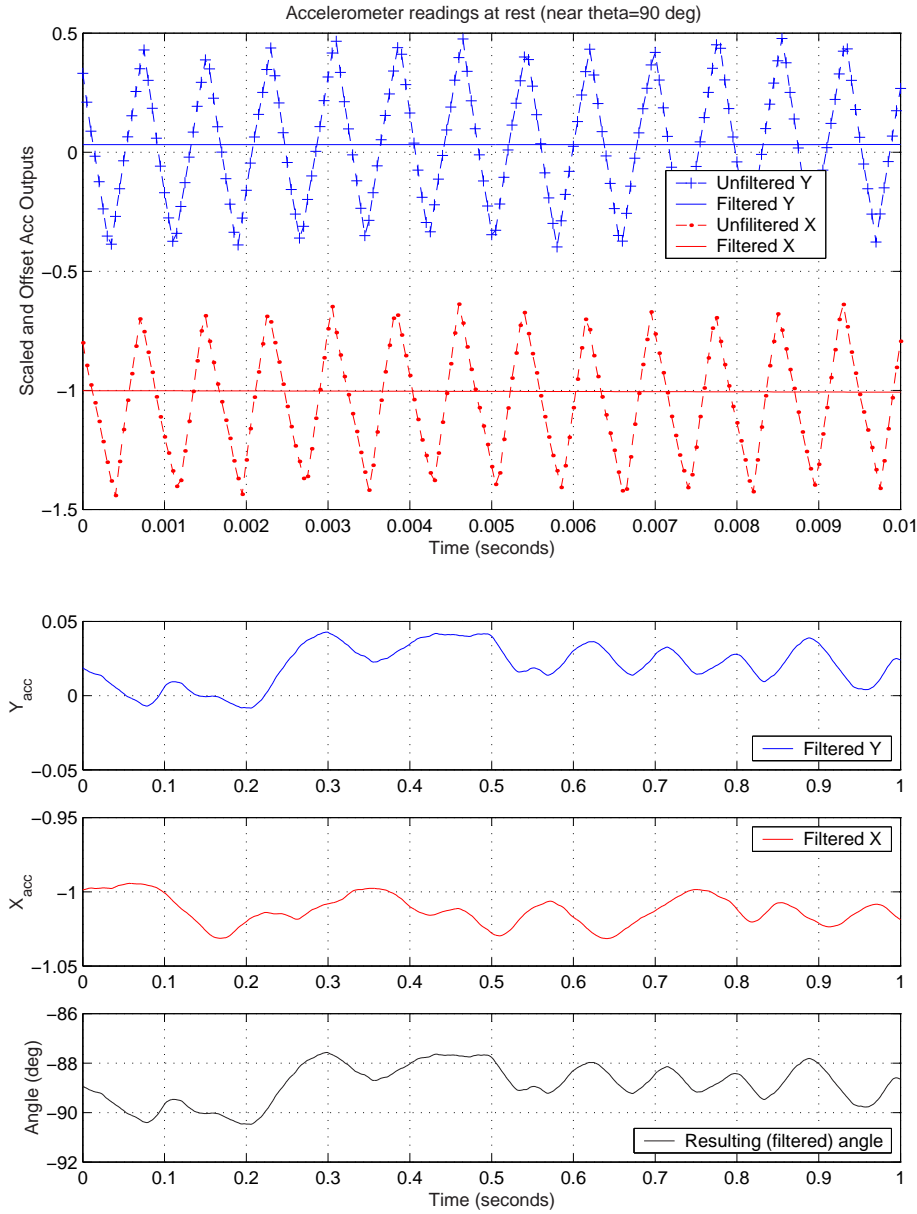 Accelerometer readings at rest (near theta=90 deg)
Scaled and Offset Acc Outputs
0.5
0
−0.5
−1
−1.5
Unfiltered Y
Filtered Y
Unfilitered X
Filtered X
0 0.001 0.002 0.003 0.004 0.005 0.006 0.007 0.008 0.009 0.01
Time (seconds)
Y_acc
0.05
0
−0.05
Filtered Y
0 0.1 0.2 0.3 0.4 0.5 0.6 0.7 0.8 0.9 1
X_acc
−0.95
−1
−1.05
Filtered X
0 0.1 0.2 0.3 0.4 0.5 0.6 0.7 0.8 0.9 1
Angle (deg)
−86
−88
−90
−92
Resulting (filtered) angle
0 0.1 0.2 0.3 0.4 0.5 0.6 0.7 0.8 0.9 1
Time (seconds)